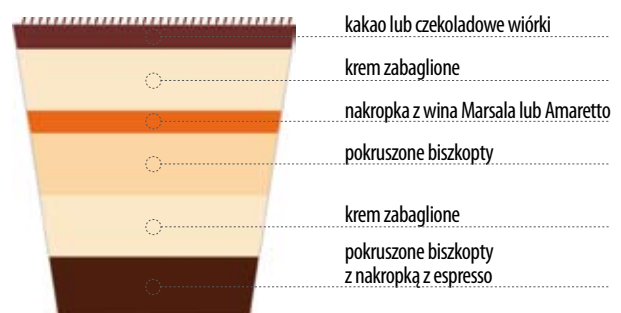 kakao lub czekoladowe wiórki
krem zabaglione
nakropka z wina Marsala lub Amaretto
pokruszone biszkopty
krem zabaglione
pokruszone biszkopty
z nakropką z espresso